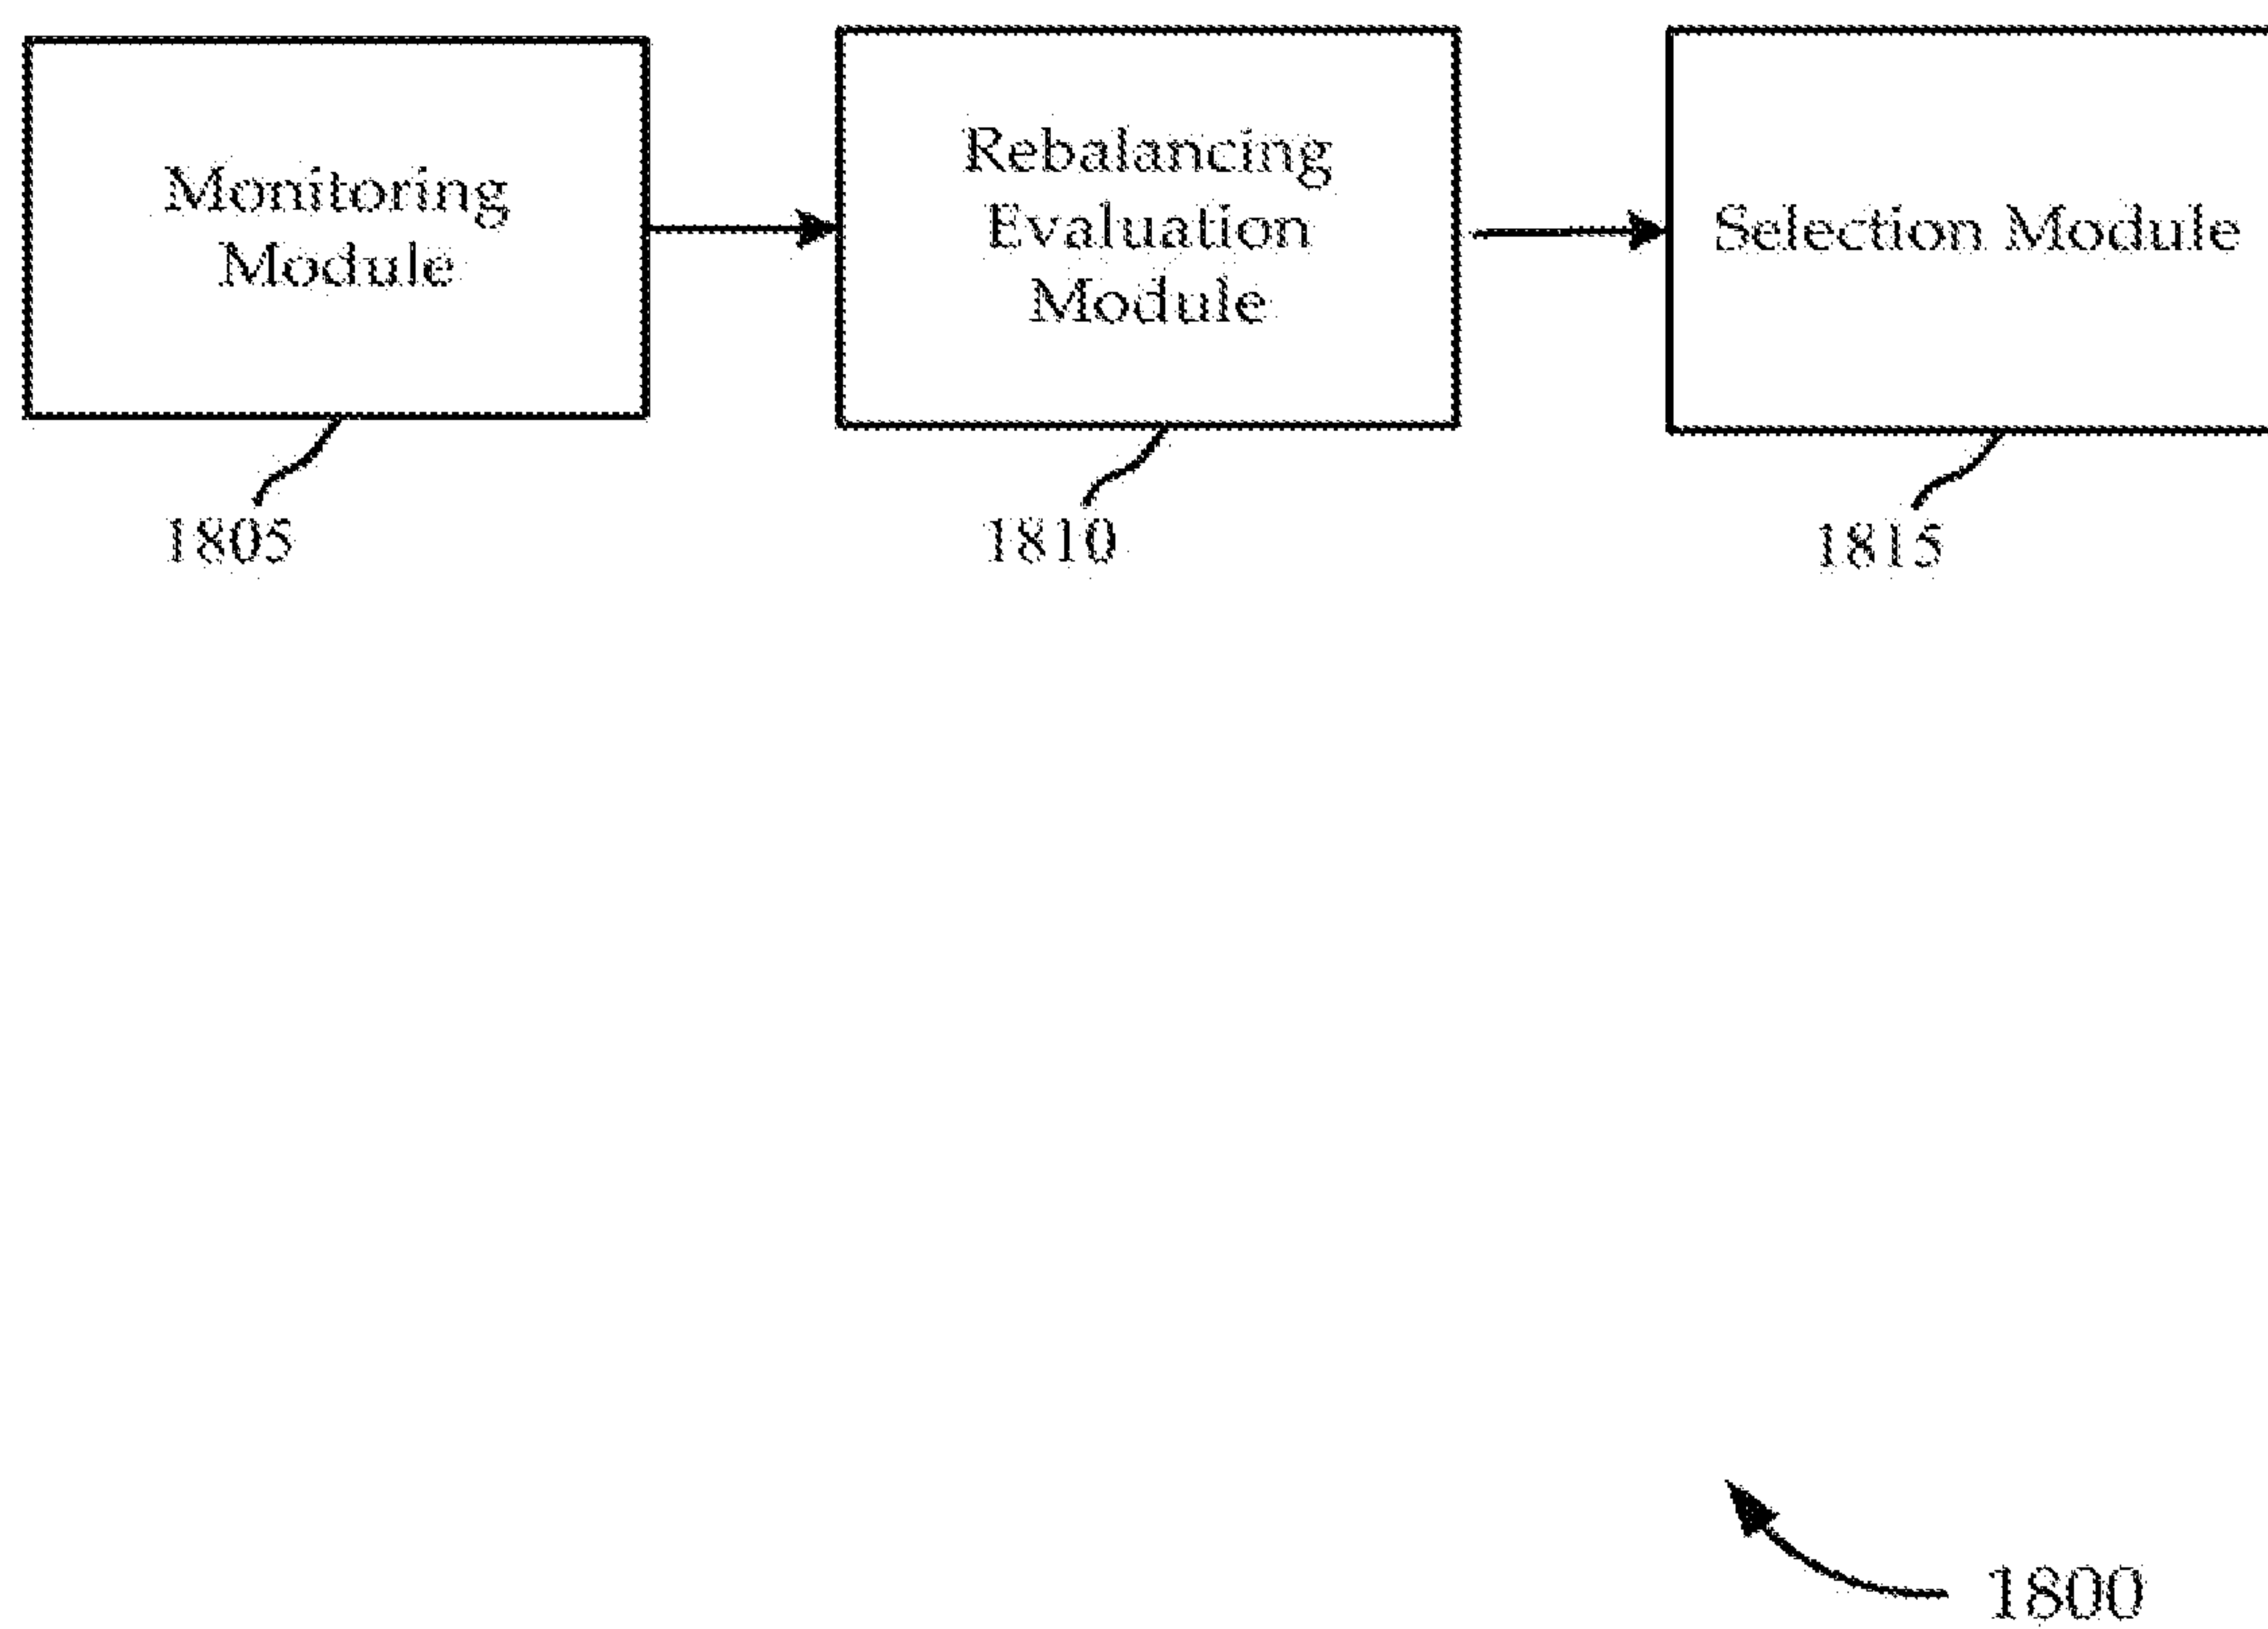 Monitoring
Module
Rebalancing
Evaluation
Module
Selection Module
1805
1810
1815
1800